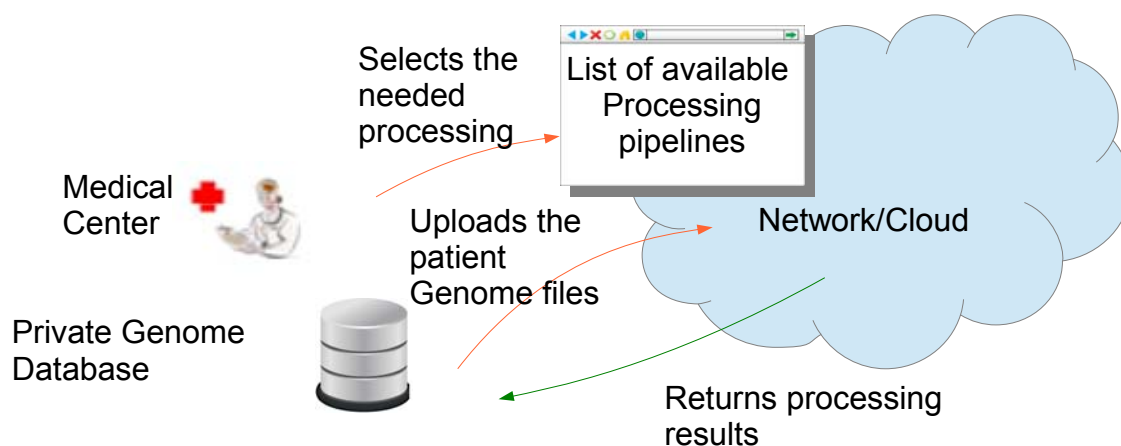 Selects the
needed
processing
List of available
Processing
pipelines
Medical
Center
Uploads the
patient
Genome files
Network/Cloud
Private Genome
Database
Returns processing
results